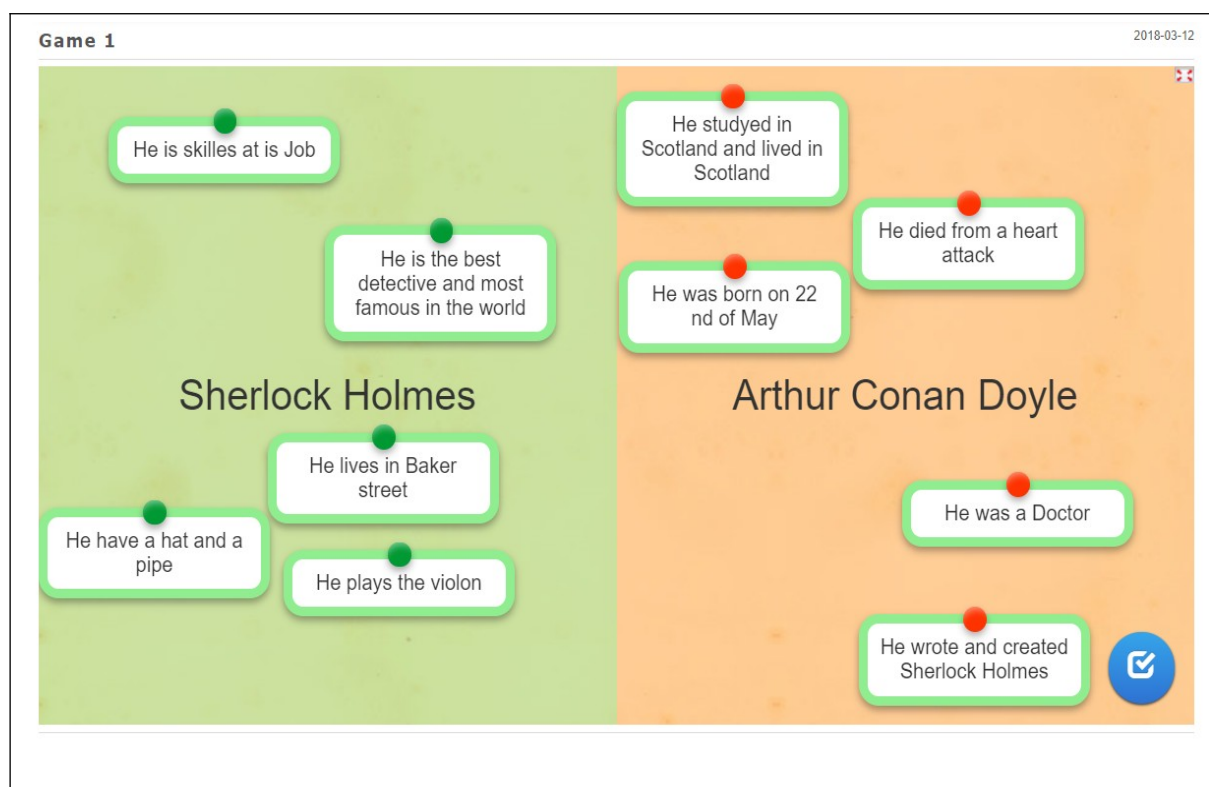 Game 1
2018-03-12
He is skilles at is Job
He is the best
detective and most
famous in the world
Sherlock Holmes
He lives in Baker
street
He have a hat and a
pipe
He plays the violon
He studyed in
Scotland and lived in
Scotland
He died from a heart
attack
He was born on 22
nd of May
Arthur Conan Doyle
He was a Doctor
He wrote and created
Sherlock Holmes